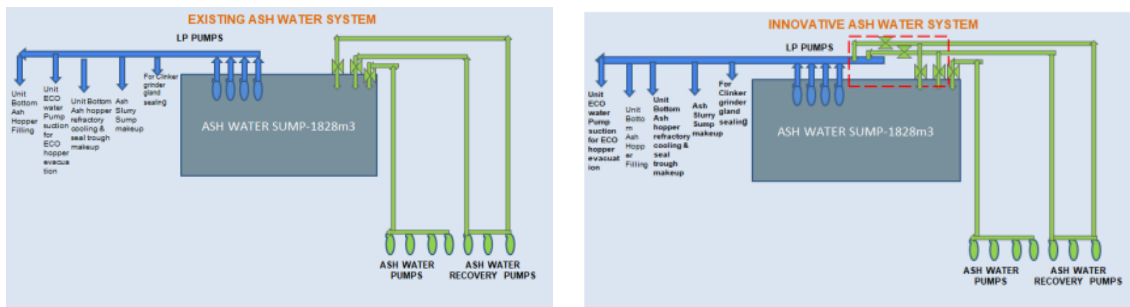 EXISTING ASH WATER SYSTEM
LP PUMPS
Unit
Bottom
Ash
Hopper
Filling
Unit
ECO
water
Pump
suction
for
ECO
hopper
evacua
tion
Unit Bottom
Ash hopper
refractory
cooling &
seal trough
makeup
Ash
Slurry
Sump
makeup
For Clinker
grinder
gland
sealing
ASH WATER SUMP-1828m3
ASH WATER
PUMPS
ASH WATER
RECOVERY PUMPS
INNOVATIVE ASH WATER SYSTEM
LP PUMPS
Unit
ECO
water
Pump
suction
for ECO
hopper
evacuat
ion
Unit
Botto
m
Ash
Hopp
er
Filling
Unit
Bottom
Ash
hopper
refractory
cooling &
seal
trough
makeup
Ash
Slurry
Sump
makeup
For
Clinker
grinder
gland
sealing
ASH WATER SUMP-1828m3
ASH WATER
PUMPS
ASH WATER
RECOVERY PUMPS